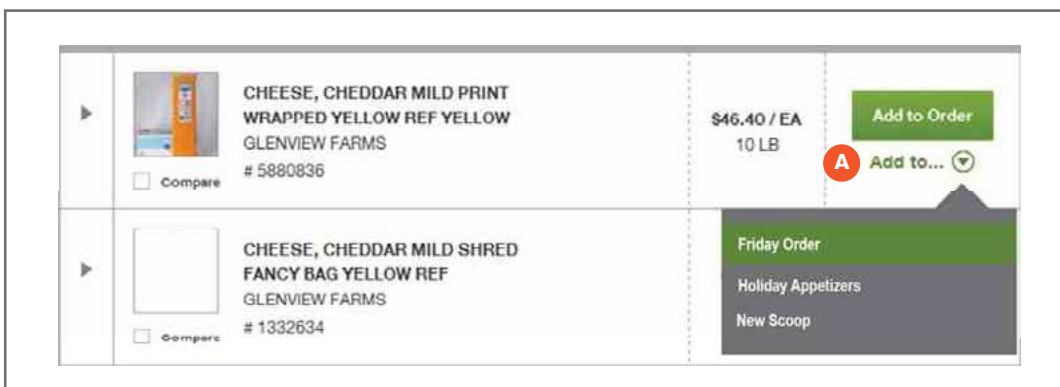 CHEESE, CHEDDAR MILD PRINT
WRAPPED YELLOW REF YELLOW
GLENVIEW FARMS
# 5880836
Compare
$46.40 / EA
10 LB
Add to Order
A Add to...
CHEESE, CHEDDAR MILD SHRED
FANCY BAG YELLOW REF
GLENVIEW FARMS
# 1332634
Compare
Friday Order
Holiday Appetizers
New Scoop